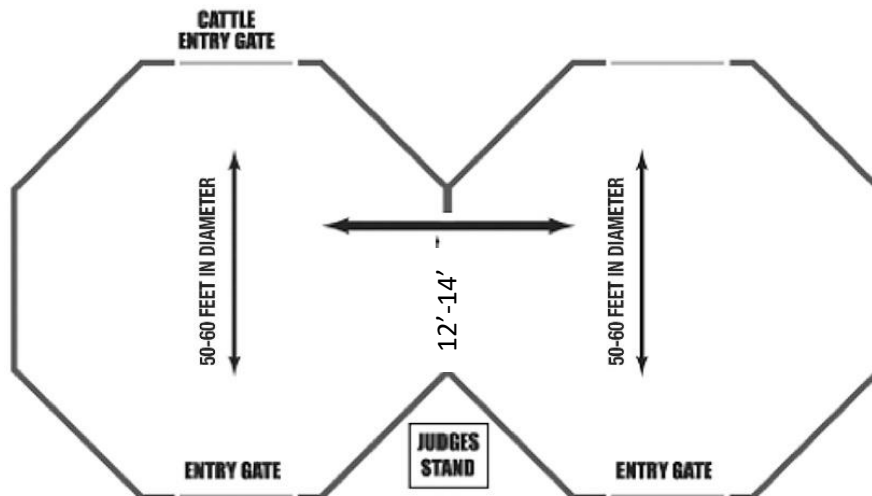 CATTLE
ENTRY GATE
50-60 FEET IN DIAMETER
12'-14'
50-60 FEET IN DIAMETER
JUDGES
STAND
ENTRY GATE
ENTRY GATE